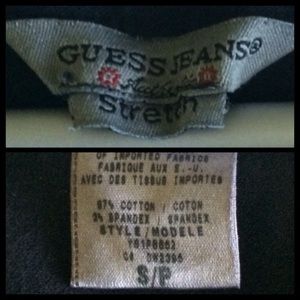 GUESS JEANS®
Stretch
OF IMPORTED FABRICS
FABRIQUE AUX E.-U.
AVEC DES TISSUS IMPORTES
97% COTTON / COTON
3% SPANDEX / SPANDEX
STYLE/MODELE
S/P